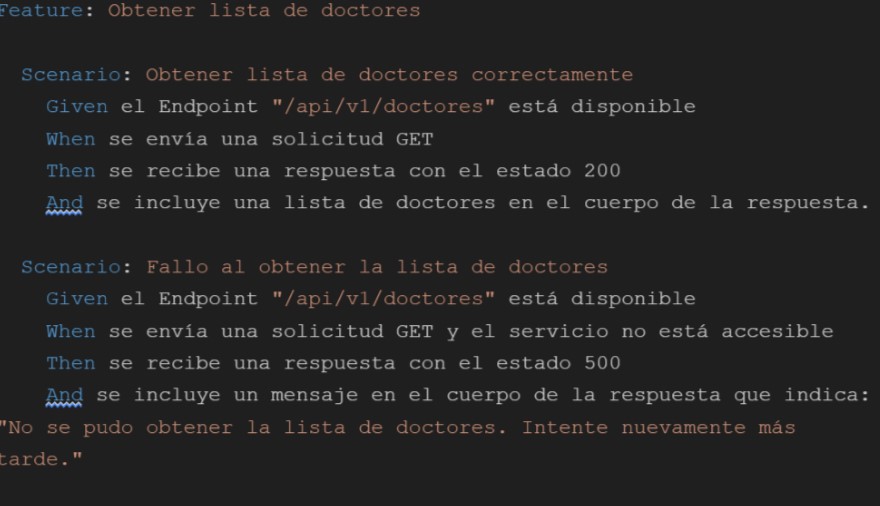 Feature: Obtener lista de doctores
Scenario: Obtener lista de doctores correctamente
Given el Endpoint "/api/v1/doctores" está disponible
When se envía una solicitud GET
Then se recibe una respuesta con el estado 200
And se incluye una lista de doctores en el cuerpo de la respuesta.
Scenario: Fallo al obtener la lista de doctores
Given el Endpoint "/api/v1/doctores" está disponible
When se envía una solicitud GET y el servicio no está accesible
Then se recibe una respuesta con el estado 500
And se incluye un mensaje en el cuerpo de la respuesta que indica:
"No se pudo obtener la lista de doctores. Intente nuevamente más
tarde."